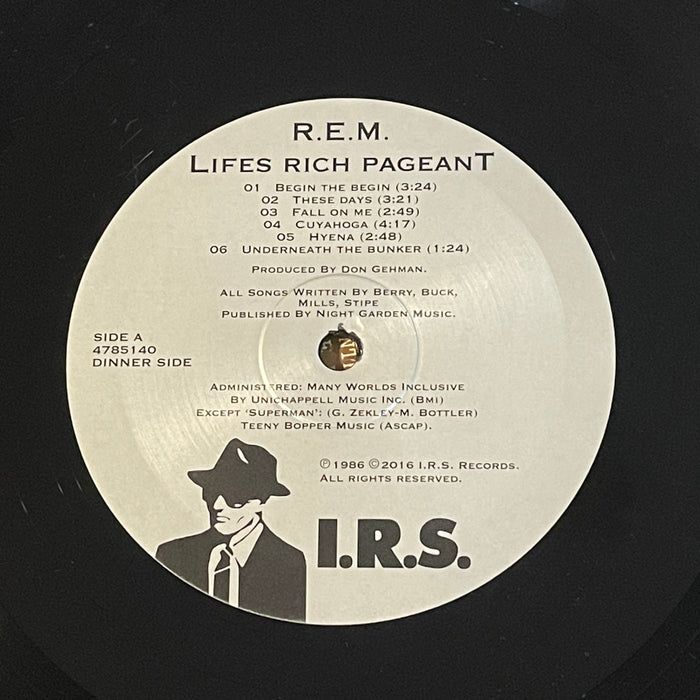 R.E.M.
LIFES RICH PAGEANT
01 BEGIN THE BEGIN (3:24)
02 THESE DAYS (3:21)
03 FALL ON ME (2:49)
04 CUYAHOGA (4:17)
05 HYENA (2:48)
06 UNDERNEATH THE BUNKER (1:24)
PRODUCED BY DON GEHMAN.
ALL SONGS WRITTEN BY BERRY, BUCK,
MILLS, STIPE
PUBLISHED BY NIGHT GARDEN MUSIC.
SIDE A
4785140
DINNER SIDE
ADMINISTERED: MANY WORLDS INCLUSIVE
BY UNICHAPPELL MUSIC INC. (BMI)
EXCEPT 'SUPERMAN': (G. ZEKLEY-M. BOTTLER)
TEENY BOPPER MUSIC (ASCAP).
℗1986 ©2016 I.R.S. RECORDS.
ALL RIGHTS RESERVED.
I.R.S.